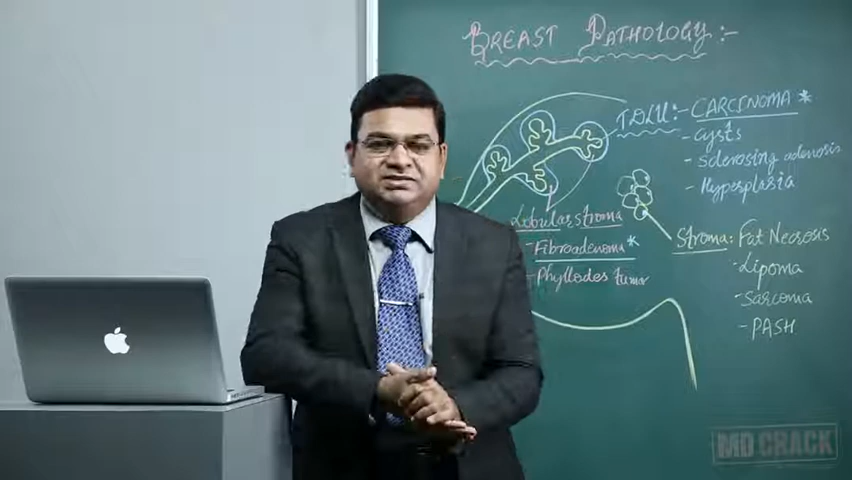 BREAST PATHOLOGY:-
TDLU:- CARCINOMA *
- Cysts
- Sclerosing adenosis
- Hyperplasia
Lobular stroma
- Fibroadenoma *
- Phyllodes tumor
Stroma: Fat Necrosis
- Lipoma
- Sarcoma
- PASH
MD CRACK